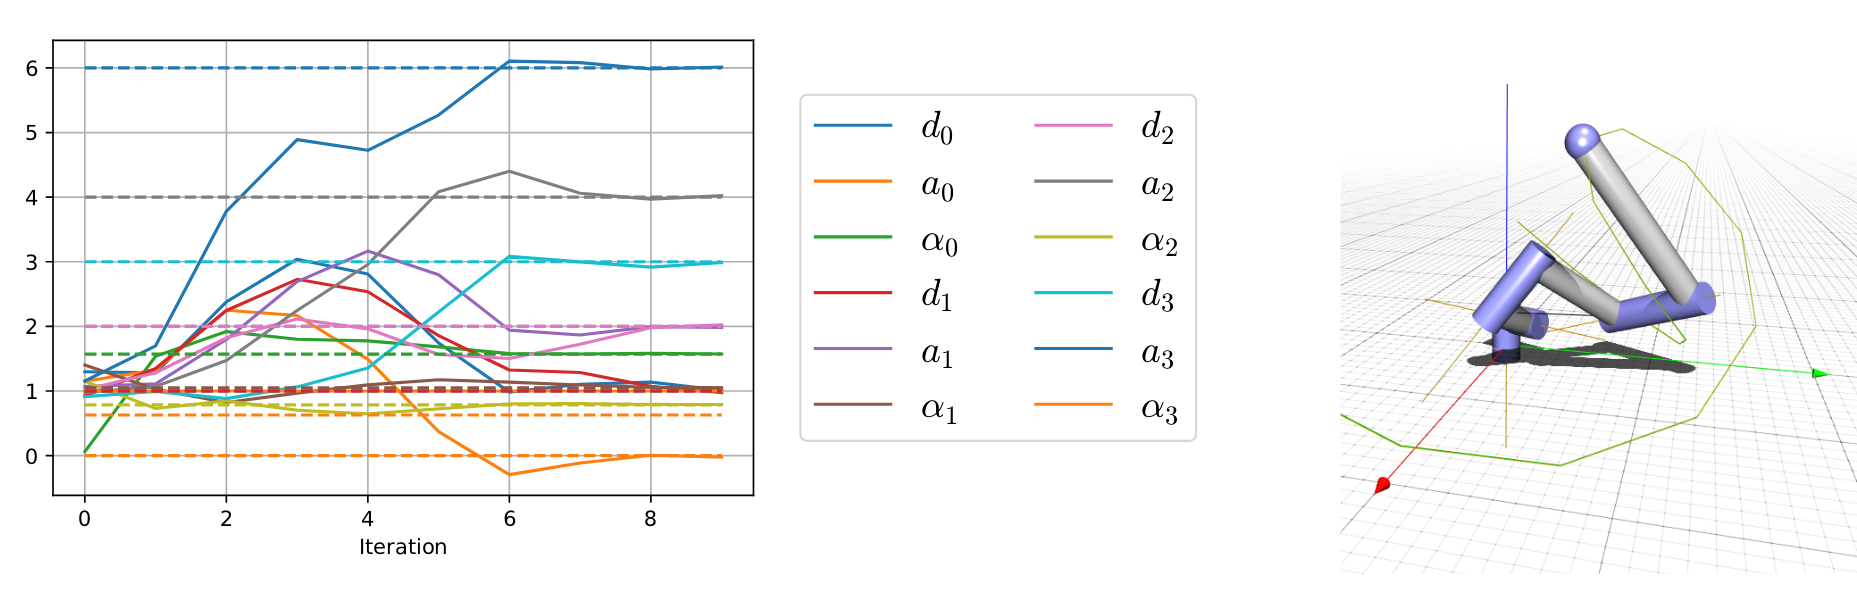 6
5
4
3
2
1
0
0 2 4 6 8
Iteration
d₀ d₂
a₀ a₂
α₀ α₂
d₁ d₃
a₁ a₃
α₁ α₃